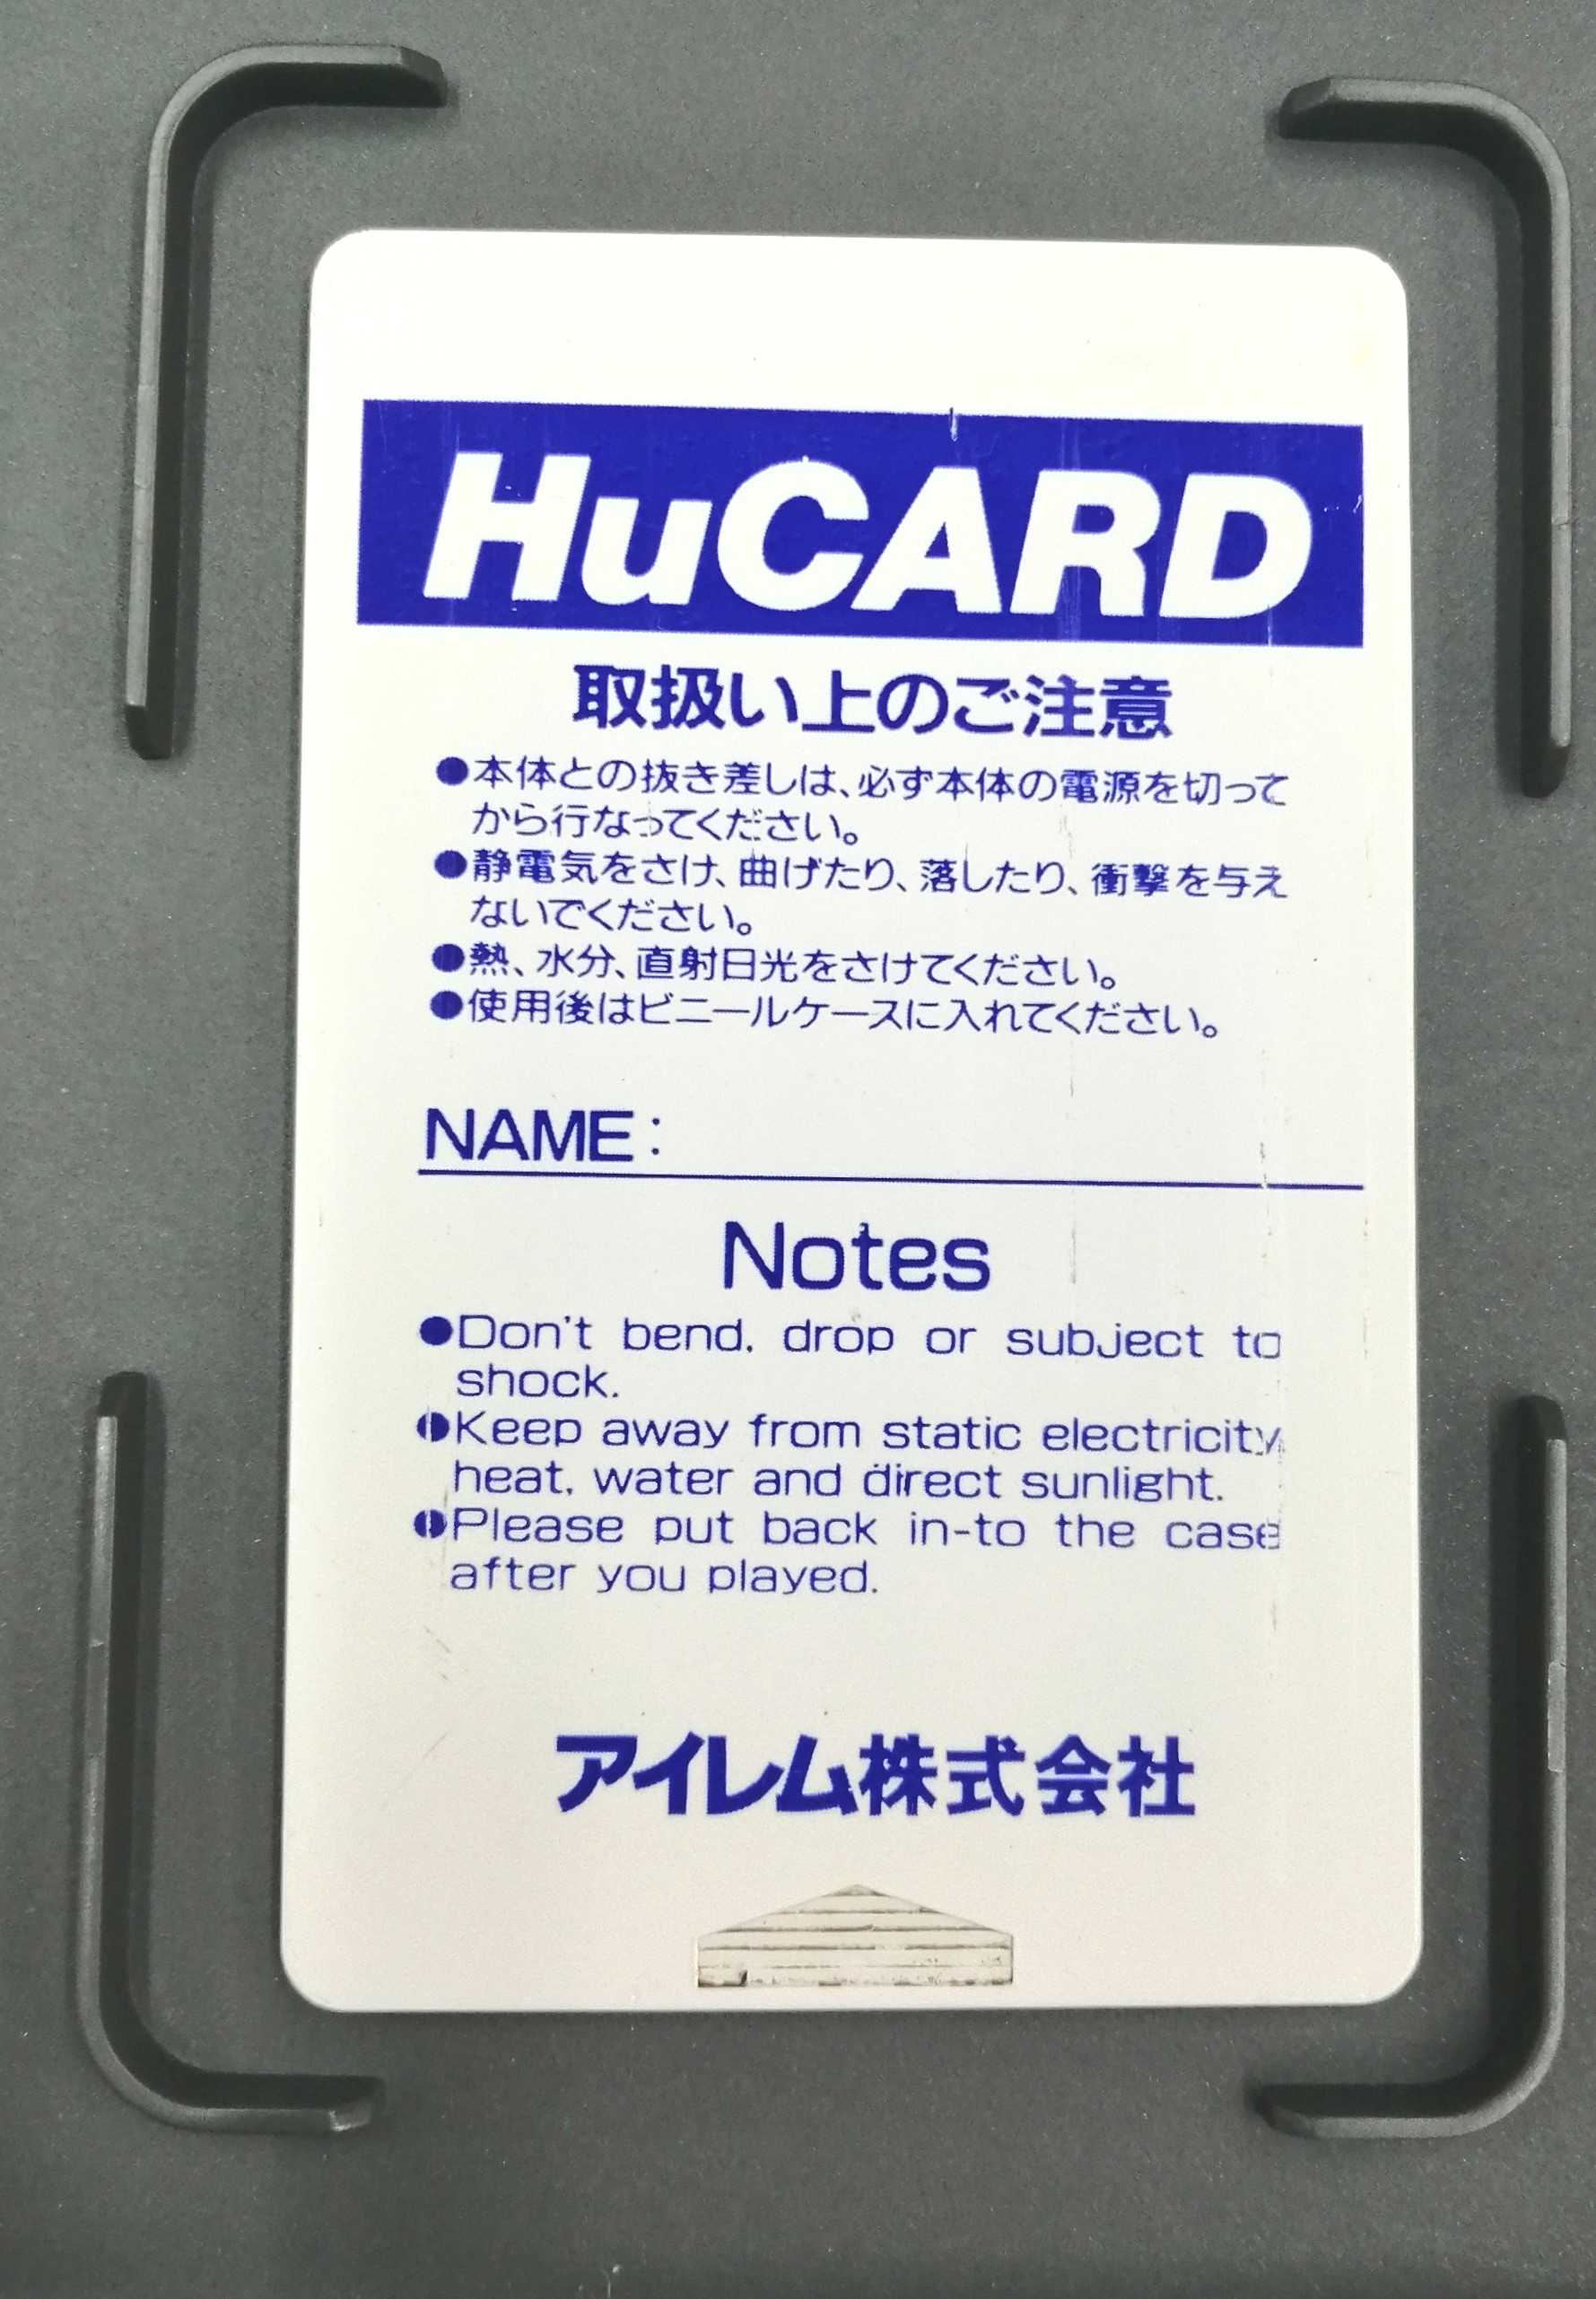 HuCARD
取扱い上のご注意
●本体との抜き差しは、必ず本体の電源を切って
から行なってください。
●静電気をさけ、曲げたり、落したり、衝撃を与え
ないでください。
●熱、水分、直射日光をさけてください。
●使用後はビニールケースに入れてください。
NAME:
Notes
●Don't bend, drop or subject to
shock.
●Keep away from static electricity,
heat, water and direct sunlight.
●Please put back in-to the case
after you played.
アイレム株式会社